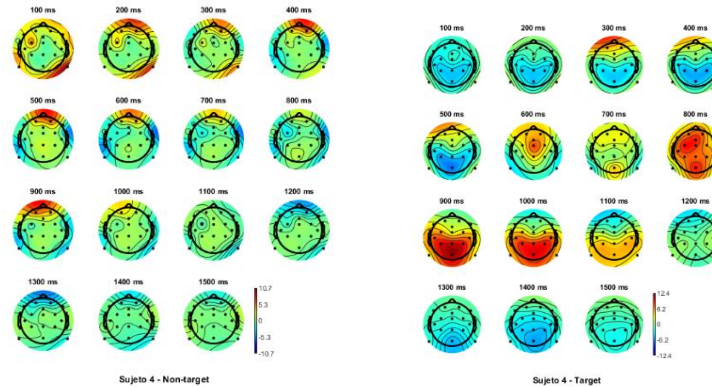 100 ms 200 ms 300 ms 400 ms
500 ms 600 ms 700 ms 800 ms
900 ms 1000 ms 1100 ms 1200 ms
1300 ms 1400 ms 1500 ms
10.7
5.3
0
-5.3
-10.7
Sujeto 4 - Non-target
100 ms 200 ms 300 ms 400 ms
500 ms 600 ms 700 ms 800 ms
900 ms 1000 ms 1100 ms 1200 ms
1300 ms 1400 ms 1500 ms
12.4
6.2
0
-6.2
-12.4
Sujeto 4 - Target